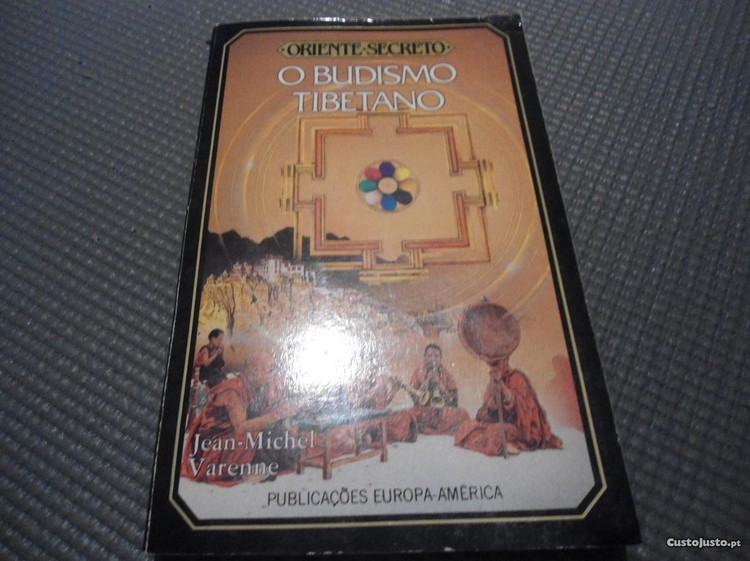 ·ORIENTE·SECRETO·
O BUDISMO
TIBETANO
Jean-Michel
Varenne
PUBLICAÇÕES EUROPA-AMÉRICA
CustoJusto.pt